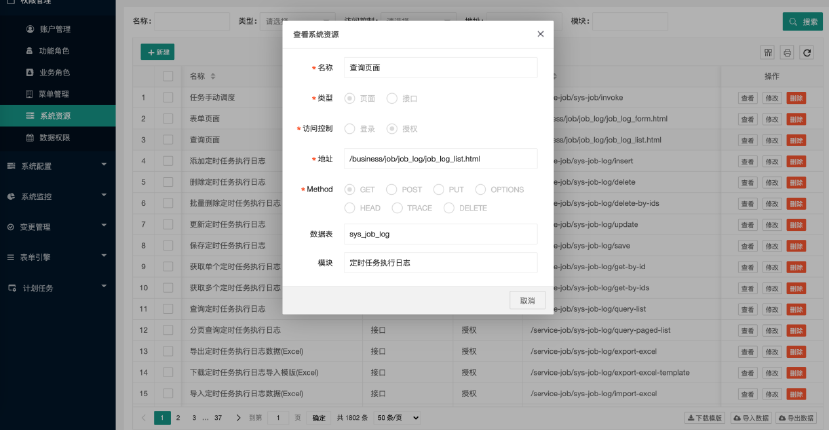 权限管理
账户管理
功能角色
业务角色
菜单管理
系统资源
数据权限
系统配置
系统监控
变更管理
表单引擎
计划任务
名称: 类型: 请选择 访问控制: 请选择 地址: 模块: 搜索
+ 新建
名称 操作
1 任务手动调度 e-job/sys-job/invoke 查看 修改 删除
2 表单页面 job/job_log/job_log_form.html 查看 修改 删除
3 查询页面 job/job_log/job_log_list.html 查看 修改 删除
4 添加定时任务执行日志 e-job/sys-job-log/insert 查看 修改 删除
5 删除定时任务执行日志 e-job/sys-job-log/delete 查看 修改 删除
6 批量删除定时任务执行日志 e-job/sys-job-log/delete-by-ids 查看 修改 删除
7 更新定时任务执行日志 e-job/sys-job-log/update 查看 修改 删除
8 保存定时任务执行日志 e-job/sys-job-log/save 查看 修改 删除
9 获取单个定时任务执行日志 e-job/sys-job-log/get-by-id 查看 修改 删除
10 获取多个定时任务执行日志 e-job/sys-job-log/get-by-ids 查看 修改 删除
11 查询定时任务执行日志 e-job/sys-job-log/query-list 查看 修改 删除
12 分页查询定时任务执行日志 接口 授权 /service-job/sys-job-log/query-paged-list 查看 修改 删除
13 导出定时任务执行日志数据(Excel) 接口 授权 /service-job/sys-job-log/export-excel 查看 修改 删除
14 下载定时任务执行日志导入模版(Excel) 接口 授权 /service-job/sys-job-log/export-excel-template 查看 修改 删除
15 导入定时任务执行日志数据(Excel) 接口 授权 /service-job/sys-job-log/import-excel 查看 修改 删除
1 2 3 ... 37 > 到第 1 页 确定 共 1802 条 50 条/页 下载模版 导入数据 导出数据
查看系统资源
* 名称 查询页面
* 类型 页面 接口
* 访问控制 登录 授权
* 地址 /business/job/job_log/job_log_list.html
* Method GET POST PUT OPTIONS
HEAD TRACE DELETE
数据表 sys_job_log
模块 定时任务执行日志
取消